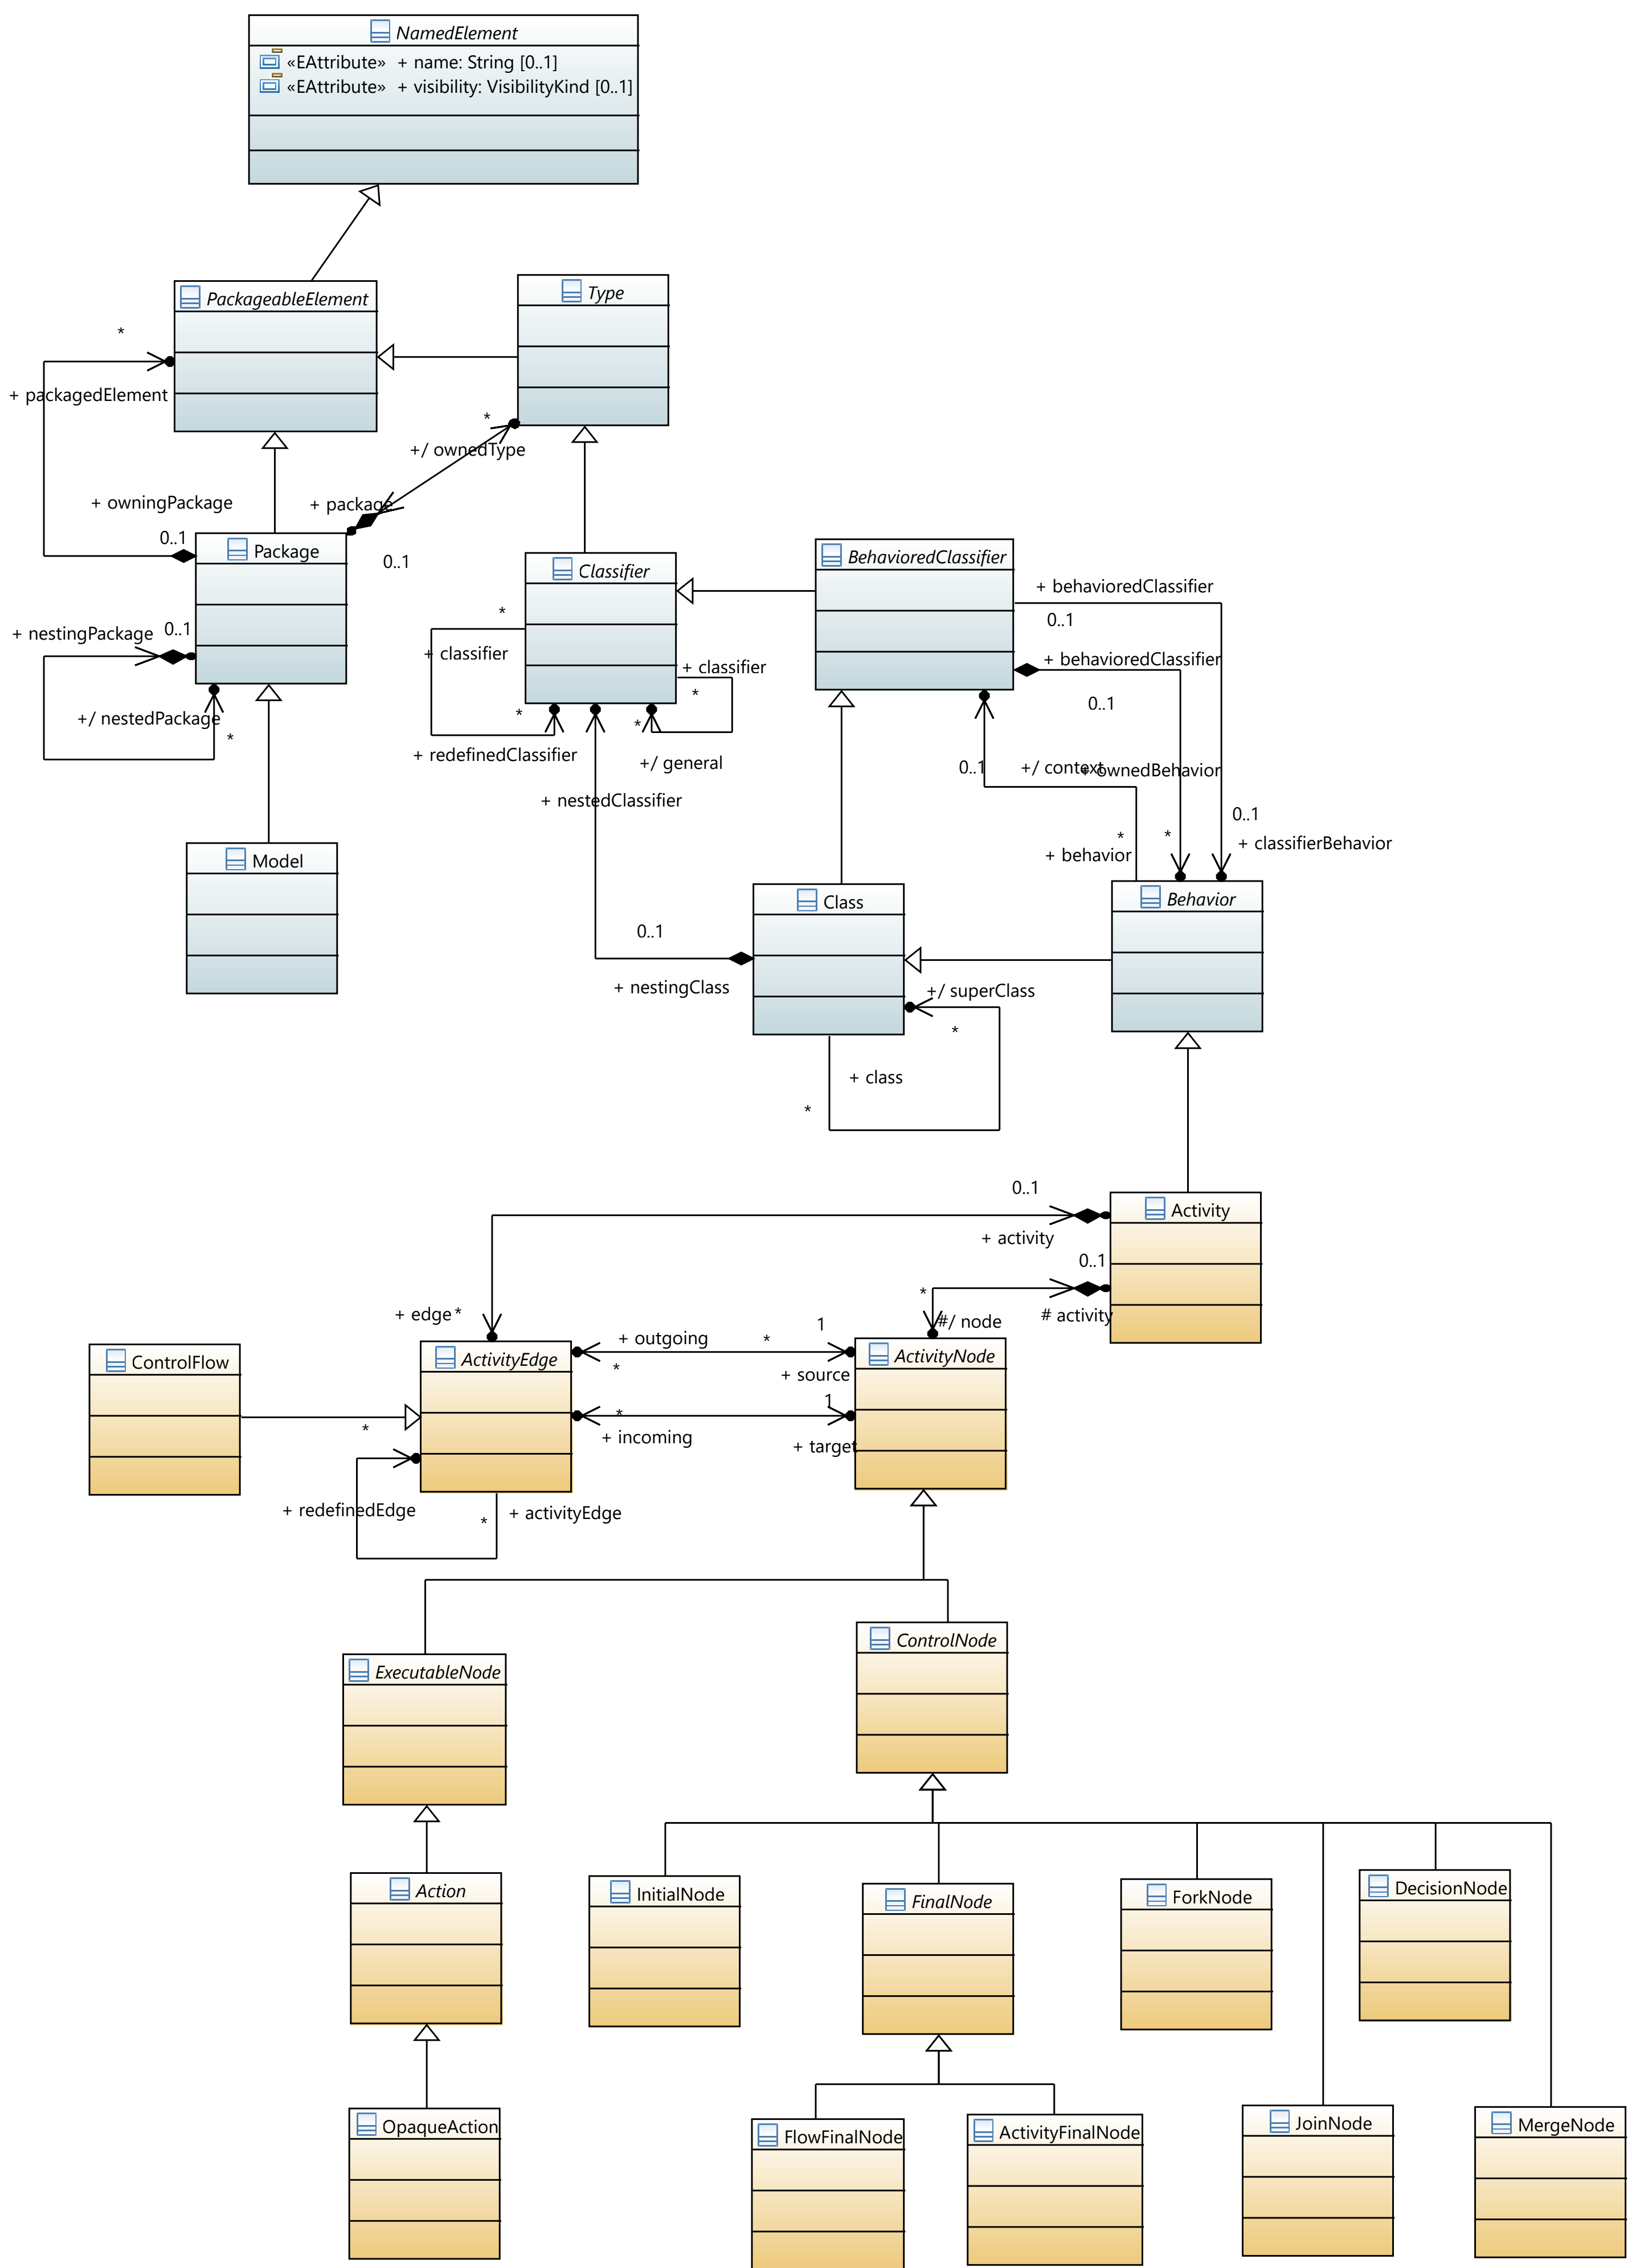 NamedElement
«EAttribute» + name: String [0..1]
«EAttribute» + visibility: VisibilityKind [0..1]
PackageableElement
Type
*
+ packagedElement
*
+/ ownedType
+ owningPackage
+ package
0..1
0..1
Package
Classifier
BehavioredClassifier
+ behavioredClassifier
0..1
*
+ nestingPackage
0..1
+ classifier
+ classifier
*
+ behavioredClassifier
0..1
+/ nestedPackage
*
*
+ redefinedClassifier
*
+/ general
0..1
+/ context
+ ownedBehavior
+ nestedClassifier
0..1
*
*
+ classifierBehavior
+ behavior
Model
Class
Behavior
0..1
+ nestingClass
+/ superClass
*
+ class
*
0..1
Activity
+ activity
0..1
*
# activity
+ edge
*
#/ node
ControlFlow
ActivityEdge
+ outgoing
*
*
1
+ source
ActivityNode
1
*
*
+ incoming
+ target
+ redefinedEdge
*
+ activityEdge
ControlNode
ExecutableNode
Action
InitialNode
FinalNode
ForkNode
DecisionNode
OpaqueAction
FlowFinalNode
ActivityFinalNode
JoinNode
MergeNode